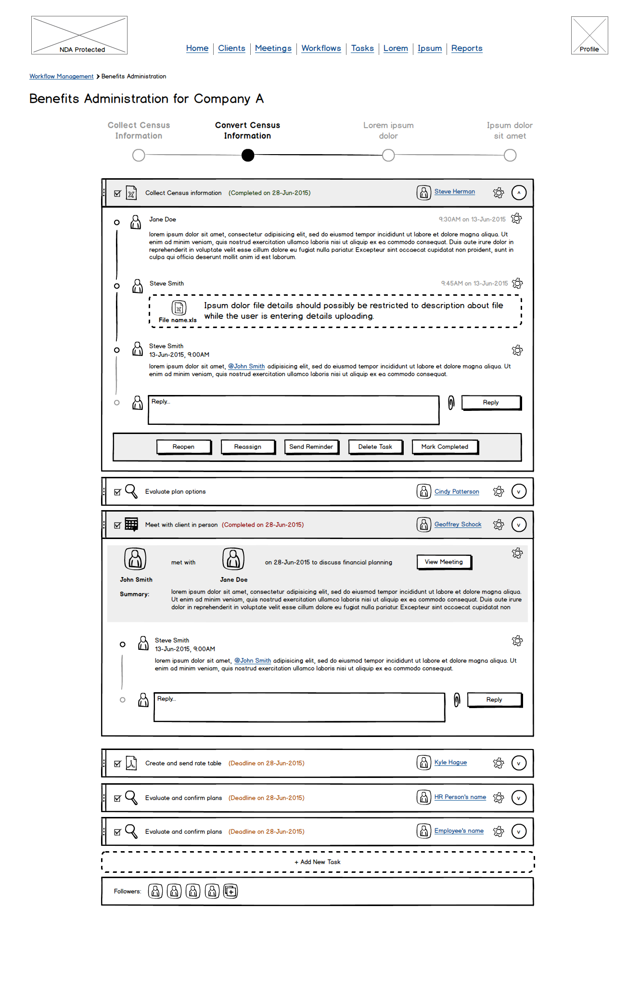 NDA Protected
Home Clients Meetings Workflows Tasks Lorem Ipsum Reports
Profile
Workflow Management Benefits Administration
Benefits Administration for Company A
Collect Census
Information
Convert Census
Information
Lorem ipsum
dolor
Ipsum dolor
sit amet
Collect Census information (Completed on 28-Jun-2015) Steve Herman
Jane Doe 9:30AM on 13-Jun-2015
lorem ipsum dolor sit amet, consectetur adipisicing elit, sed do eiusmod tempor incididunt ut labore et dolore magna aliqua. Ut
enim ad minim veniam, quis nostrud exercitation ullamco laboris nisi ut aliquip ex ea commodo consequat. Duis aute irure dolor in
reprehenderit in voluptate velit esse cillum dolore eu fugiat nulla pariatur. Excepteur sint occaecat cupidatat non proident, sunt in
culpa qui officia deserunt mollit anim id est laborum.
Steve Smith 9:45AM on 13-Jun-2015
File name.xls
Ipsum dolor file details should possibly be restricted to description about file
while the user is entering details uploading.
Steve Smith
13-Jun-2015, 9:00AM
lorem ipsum dolor sit amet, @John Smith adipisicing elit, sed do eiusmod tempor incididunt ut labore et dolore magna aliqua. Ut
enim ad minim veniam, quis nostrud exercitation ullamco laboris nisi ut aliquip ex ea commodo consequat.
Reply... Reply
Reopen Reassign Send Reminder Delete Task Mark Completed
Evaluate plan options Cindy Patterson
Meet with client in person (Completed on 28-Jun-2015) Geoffrey Schock
met with on 28-Jun-2015 to discuss financial planning View Meeting
John Smith Jane Doe
Summary:
lorem ipsum dolor sit amet, consectetur adipisicing elit, sed do eiusmod tempor incididunt ut labore et dolore magna aliqua.
Ut enim ad minim veniam, quis nostrud exercitation ullamco laboris nisi ut aliquip ex ea commodo consequat. Duis aute irure
dolor in reprehenderit in voluptate velit esse cillum dolore eu fugiat nulla pariatur. Excepteur sint occaecat cupidatat non
Steve Smith
13-Jun-2015, 9:00AM
lorem ipsum dolor sit amet, @John Smith adipisicing elit, sed do eiusmod tempor incididunt ut labore et dolore magna aliqua. Ut
enim ad minim veniam, quis nostrud exercitation ullamco laboris nisi ut aliquip ex ea commodo consequat.
Reply... Reply
Create and send rate table (Deadline on 28-Jun-2015) Kyle Hague
Evaluate and confirm plans (Deadline on 28-Jun-2015) HR Person's name
Evaluate and confirm plans (Deadline on 28-Jun-2015) Employee's name
+ Add New Task
Followers: